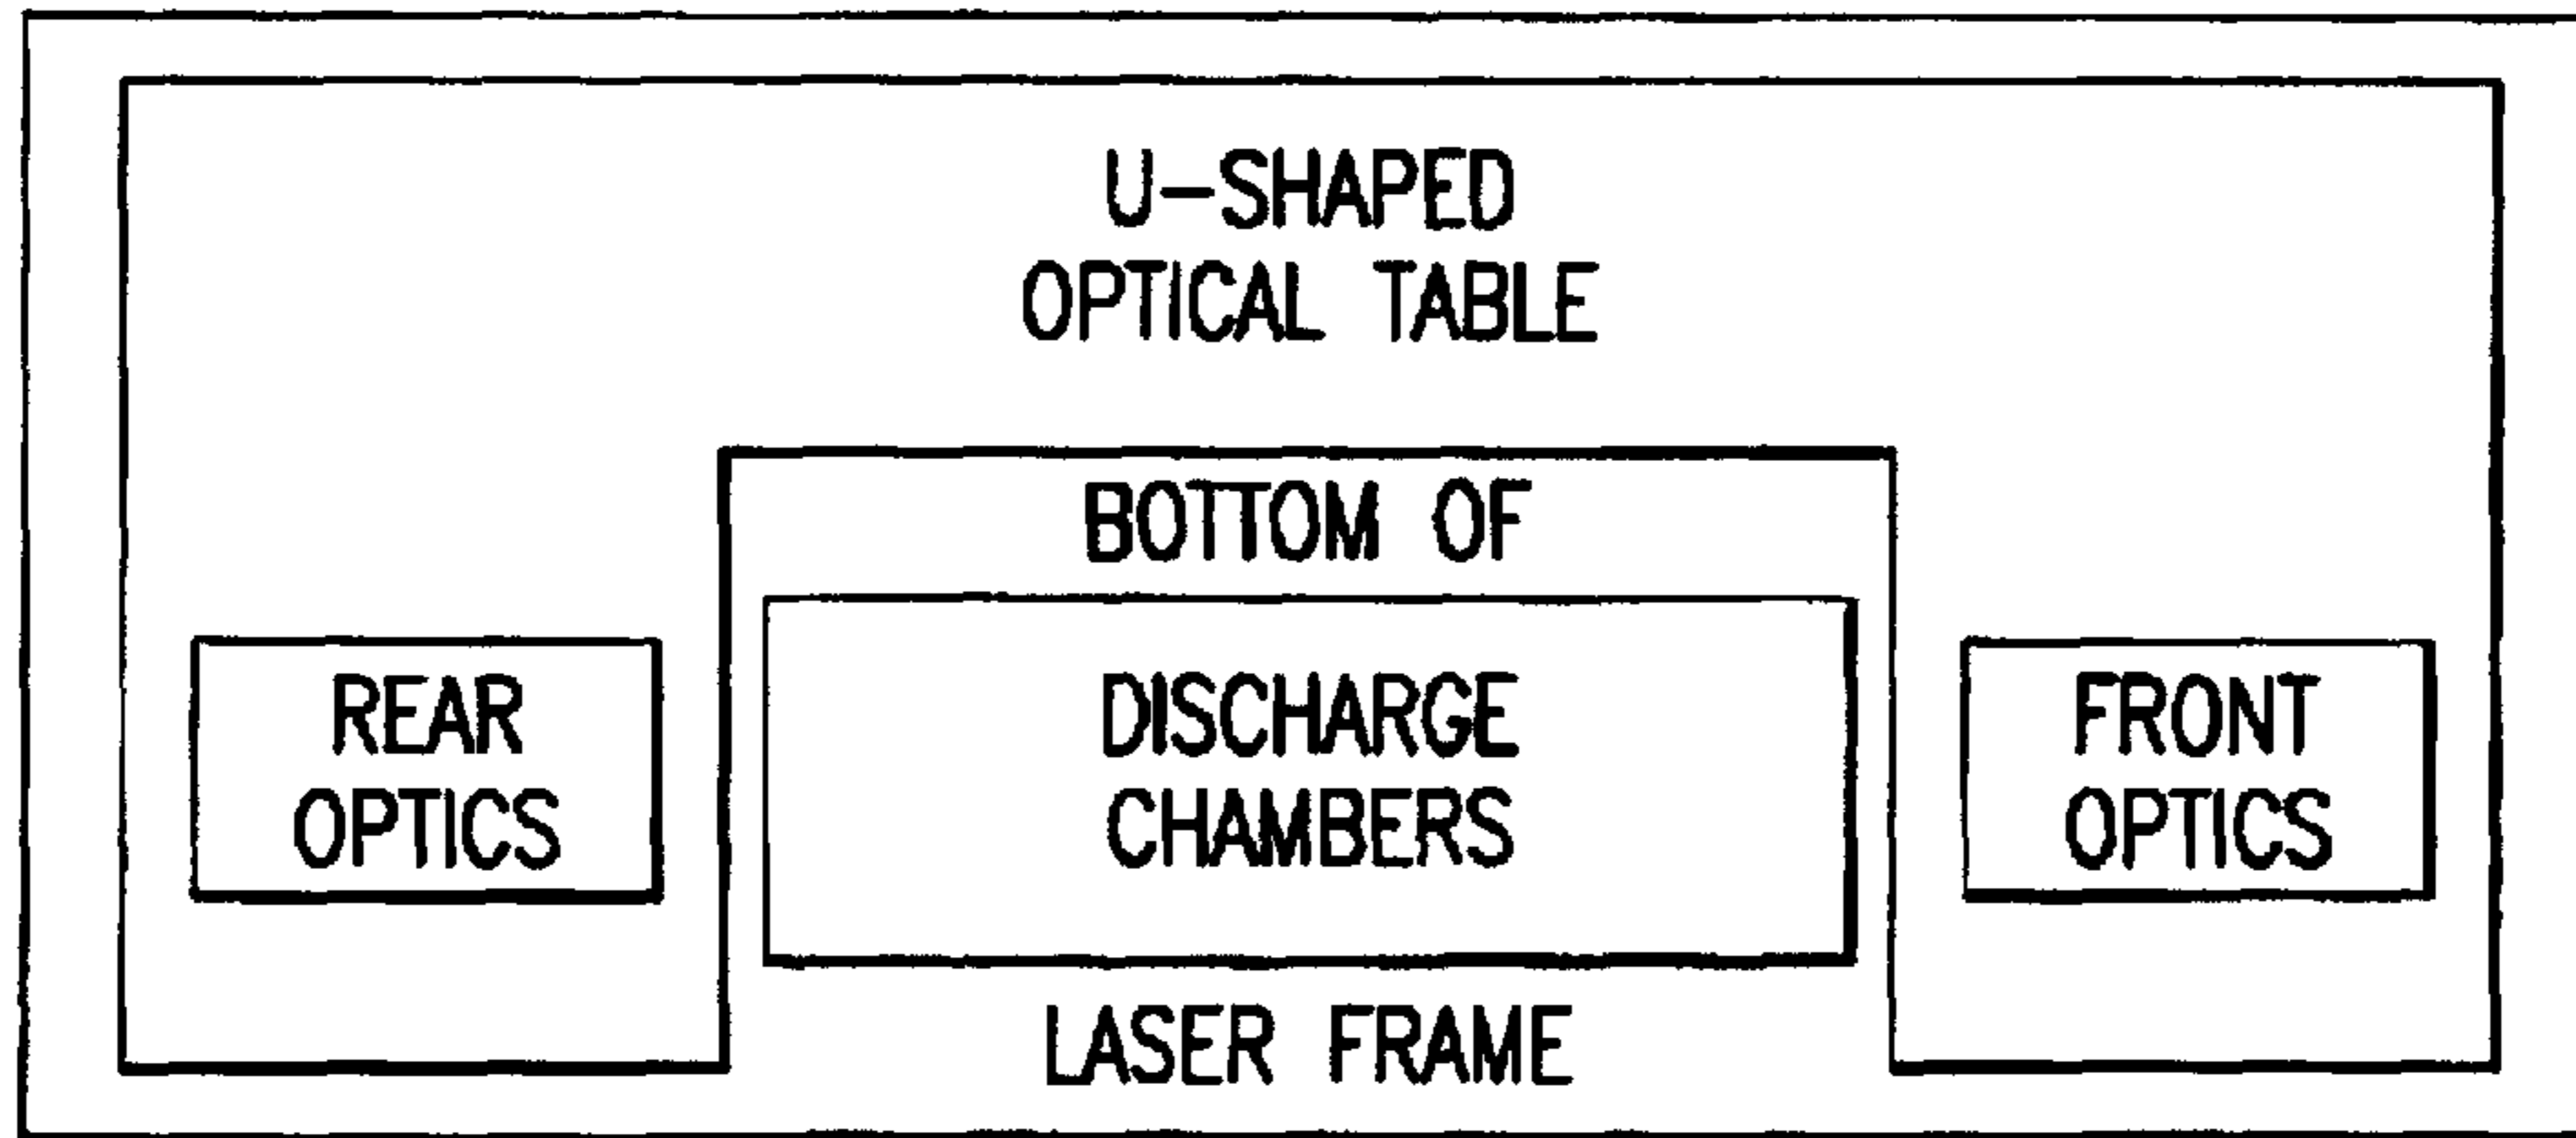 U-SHAPED
OPTICAL TABLE
BOTTOM OF
REAR
OPTICS
DISCHARGE
CHAMBERS
FRONT
OPTICS
LASER FRAME